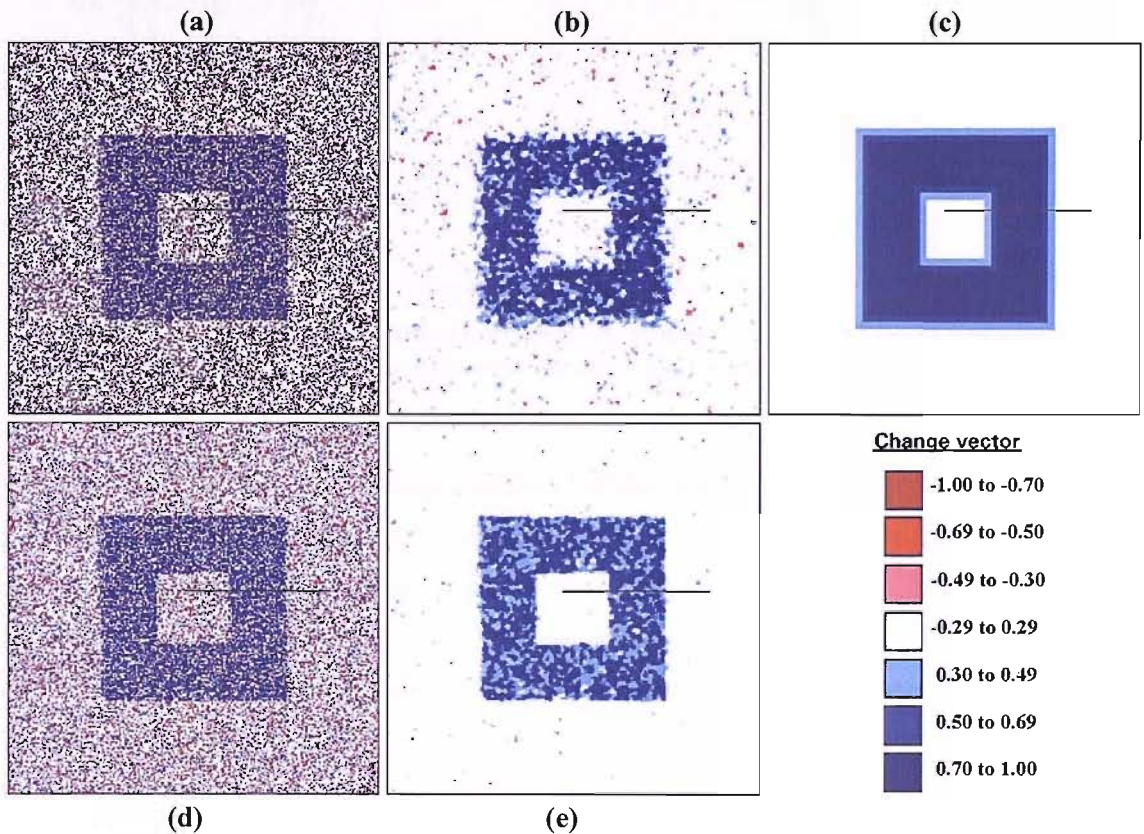 (a)
(b)
(c)
Change vector
-1.00 to -0.70
-0.69 to -0.50
-0.49 to -0.30
-0.29 to 0.29
0.30 to 0.49
0.50 to 0.69
0.70 to 1.00
(d)
(e)